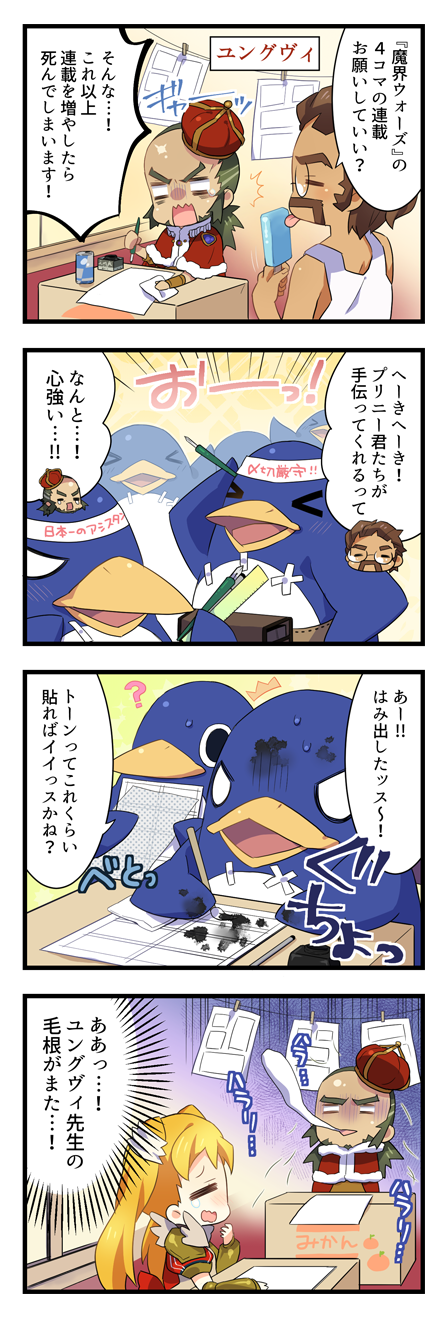 『魔界ウォーズ』の
4コマの連載
お願いしていい?
ユングヴィ
ギャーッ
そんな…!
これ以上
連載を増やしたら
死んでしまいます!
へーきへーき!
プリニー君たちが
手伝ってくれるって
おーっ!
〆切厳守!!
日本一のアシスタン
なんと…!
心強い…!!
あー!!
はみ出したッス〜!
ぐちょっ
?
トーンってこれくらい
貼ればイイっスかね?
べとっ
ハラ…
ハラリ…
ハラリ…
みかん
ああっ…!
ユングヴィ先生の
毛根がまた…!